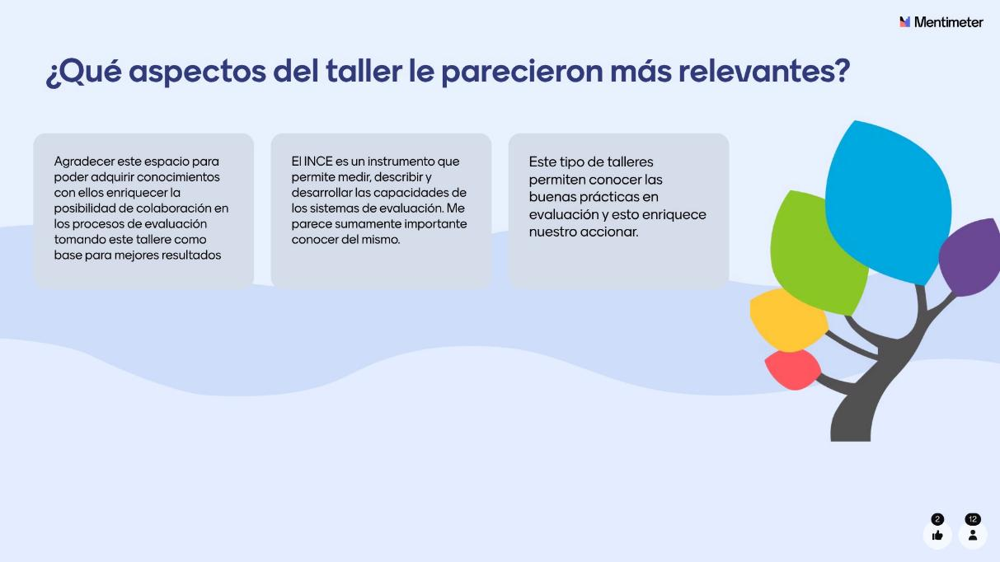 Mentimeter
¿Qué aspectos del taller le parecieron más relevantes?
Agradecer este espacio para
poder adquirir conocimientos
con ellos enriquecer la
posibilidad de colaboración en
los procesos de evaluación
tomando este tallere como
base para mejores resultados
El INCE es un instrumento que
permite medir, describir y
desarrollar las capacidades de
los sistemas de evaluación. Me
parece sumamente importante
conocer del mismo.
Este tipo de talleres
permiten conocer las
buenas prácticas en
evaluación y esto enriquece
nuestro accionar.
2
12